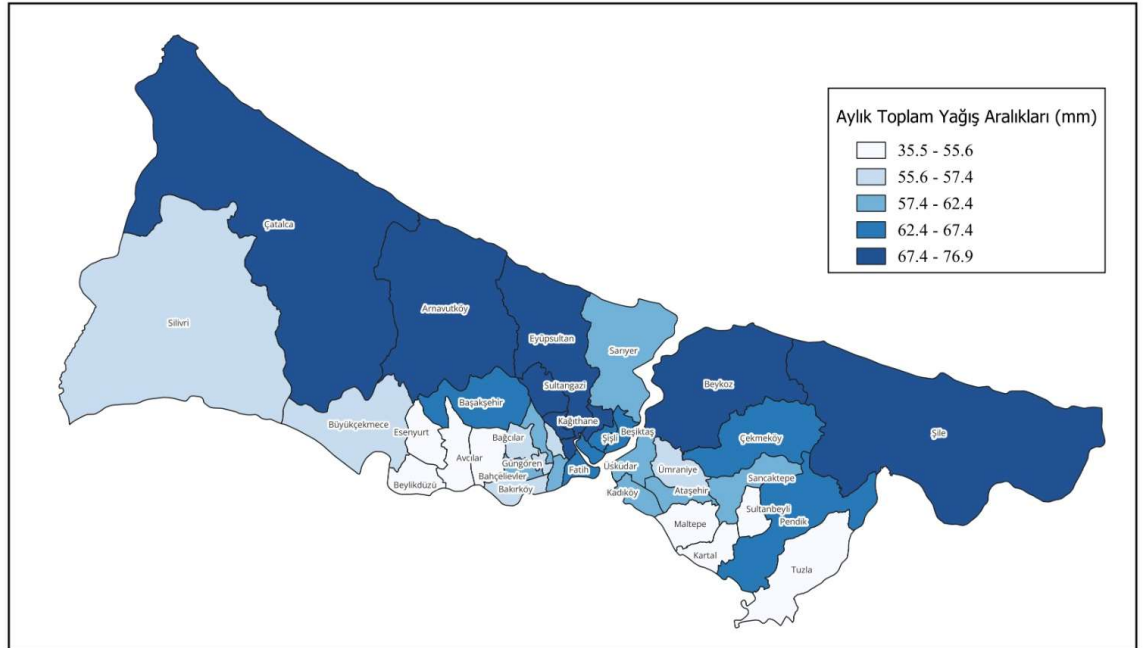 Aylık Toplam Yağış Aralıkları (mm)
35.5 - 55.6
55.6 - 57.4
57.4 - 62.4
62.4 - 67.4
67.4 - 76.9
Çatalca
Silivri
Arnavutköy
Eyüpsultan
Sarıyer
Sultangazi
Beykoz
Başakşehir
Kağıthane
Büyükçekmece
Esenyurt
Bağcılar
Şişli
Beşiktaş
Çekmeköy
Şile
Avcılar
Güngören
Fatih
Üsküdar
Ümraniye
Bahçelievler
Sancaktepe
Beylikdüzü
Bakırköy
Kadıköy
Ataşehir
Sultanbeyli
Maltepe
Pendik
Kartal
Tuzla